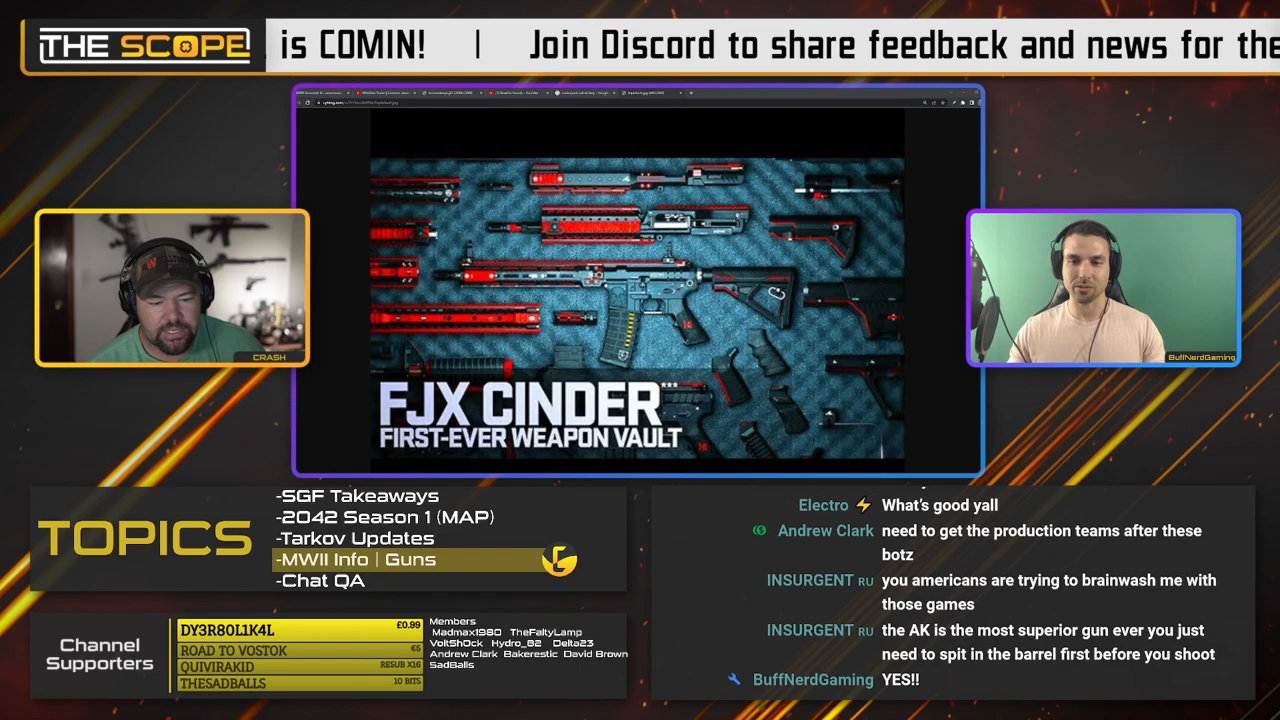 THE SCOPE
is COMIN! | Join Discord to share feedback and news for the
FJX CINDER***
FIRST-EVER WEAPON VAULT
CRASH
BuffNerdGaming
TOPICS
-SGF Takeaways
-2042 Season 1 (MAP)
-Tarkov Updates
-MWII Info | Guns
-Chat QA
Electro ⚡ What's good yall
Andrew Clark need to get the production teams after these
botz
INSURGENT RU you americans are trying to brainwash me with
those games
INSURGENT RU the AK is the most superior gun ever you just
need to spit in the barrel first before you shoot
BuffNerdGaming YES!!
Channel
Supporters
DY3R80L1K4L £0.99
ROAD TO VOSTOK €5
QUIVIRAKID RESUB X16
THESADBALLS 10 BITS
Members
Madmax1980 TheFaltyLamp
VoltSh0ck Hydro_82 Delta23
Andrew Clark Bakerestic David Brown
SadBalls